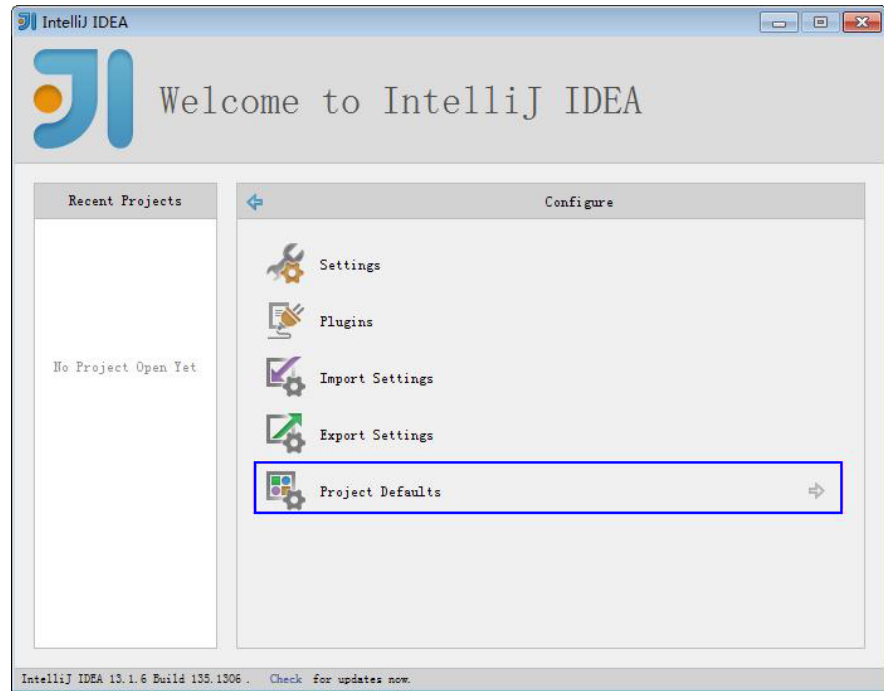 IntelliJ IDEA
Welcome to IntelliJ IDEA
Recent Projects
Configure
Settings
Plugins
No Project Open Yet
Import Settings
Export Settings
Project Defaults
IntelliJ IDEA 13.1.6 Build 135.1306 . Check for updates now.